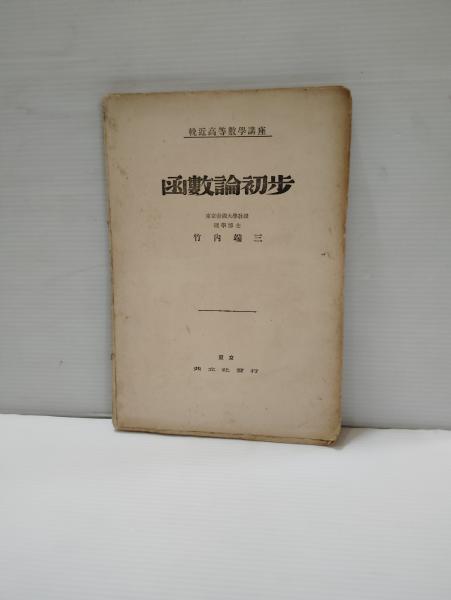 輓近高等數學講座
函數論初步
東京帝國大學教授
理學博士
竹內端三
東京
共立社發行